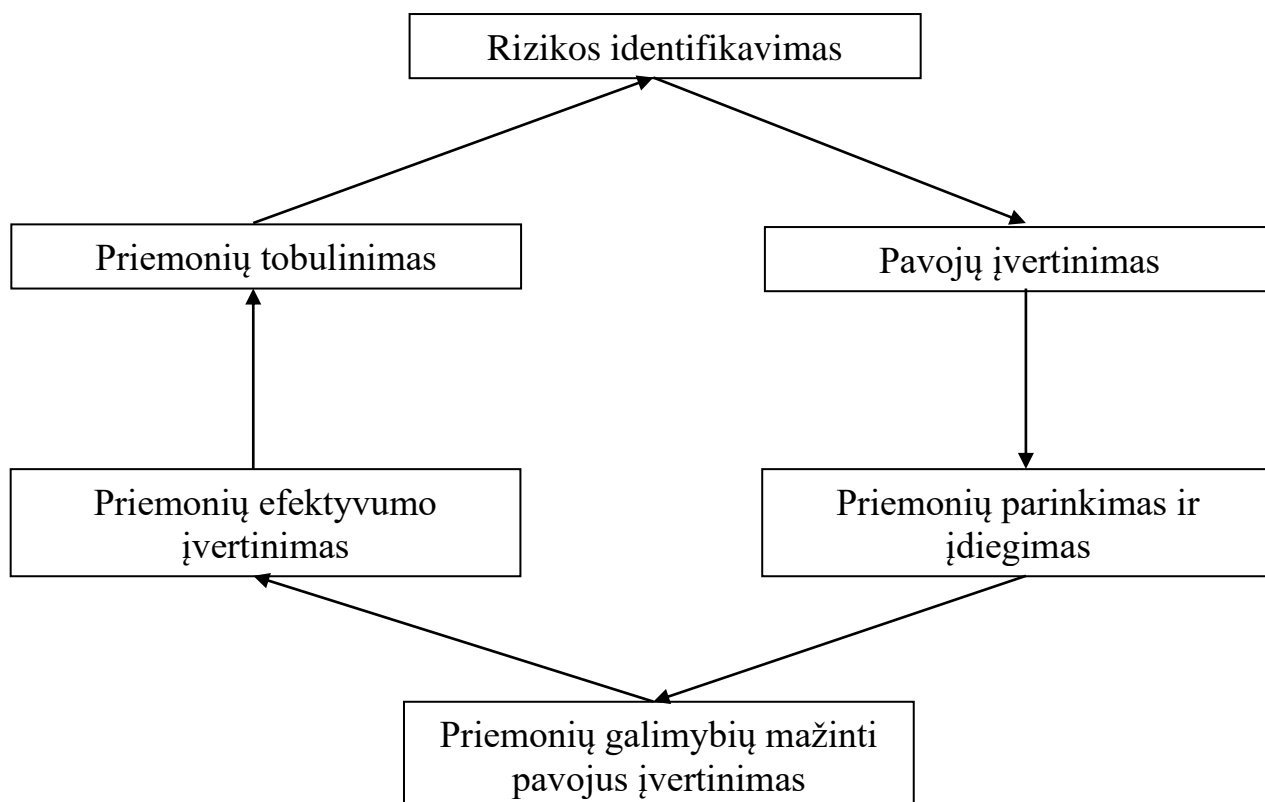 Rizikos identifikavimas
Priemonių tobulinimas
Pavojų įvertinimas
Priemonių efektyvumo
įvertinimas
Priemonių parinkimas ir
įdiegimas
Priemonių galimybių mažinti
pavojus įvertinimas